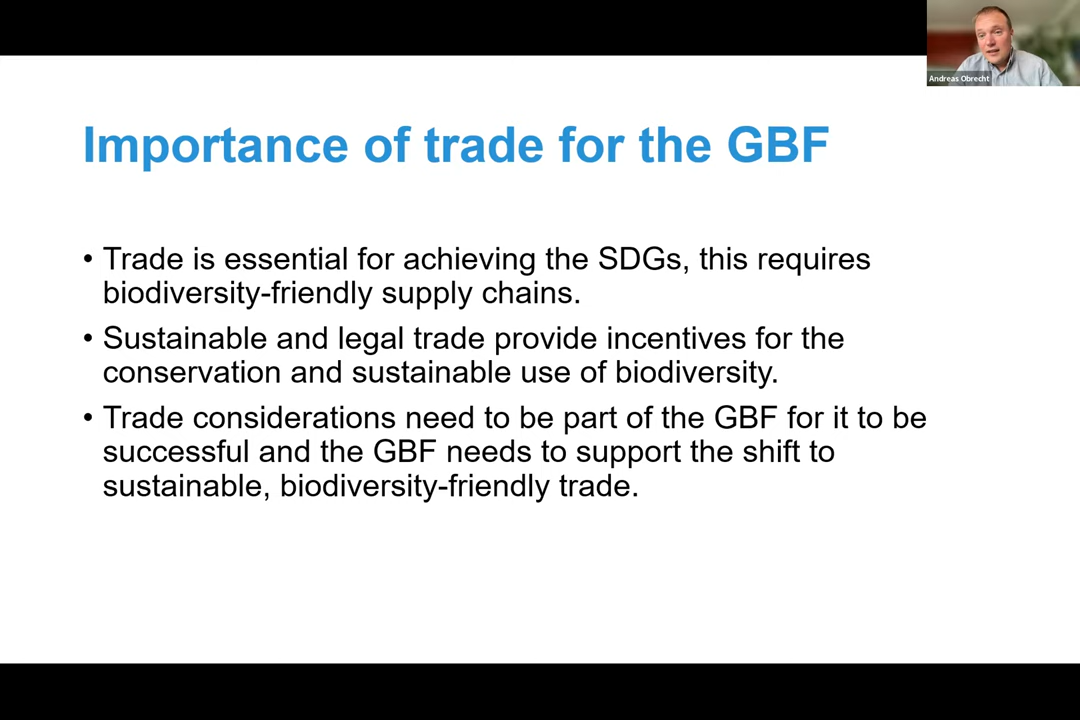 Andreas Obrecht
Importance of trade for the GBF
• Trade is essential for achieving the SDGs, this requires
biodiversity-friendly supply chains.
• Sustainable and legal trade provide incentives for the
conservation and sustainable use of biodiversity.
• Trade considerations need to be part of the GBF for it to be
successful and the GBF needs to support the shift to
sustainable, biodiversity-friendly trade.